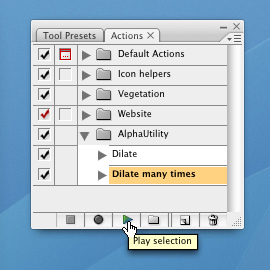 Tool Presets Actions
Default Actions
Icon helpers
Vegetation
Website
AlphaUtility
Dilate
Dilate many times
Play selection